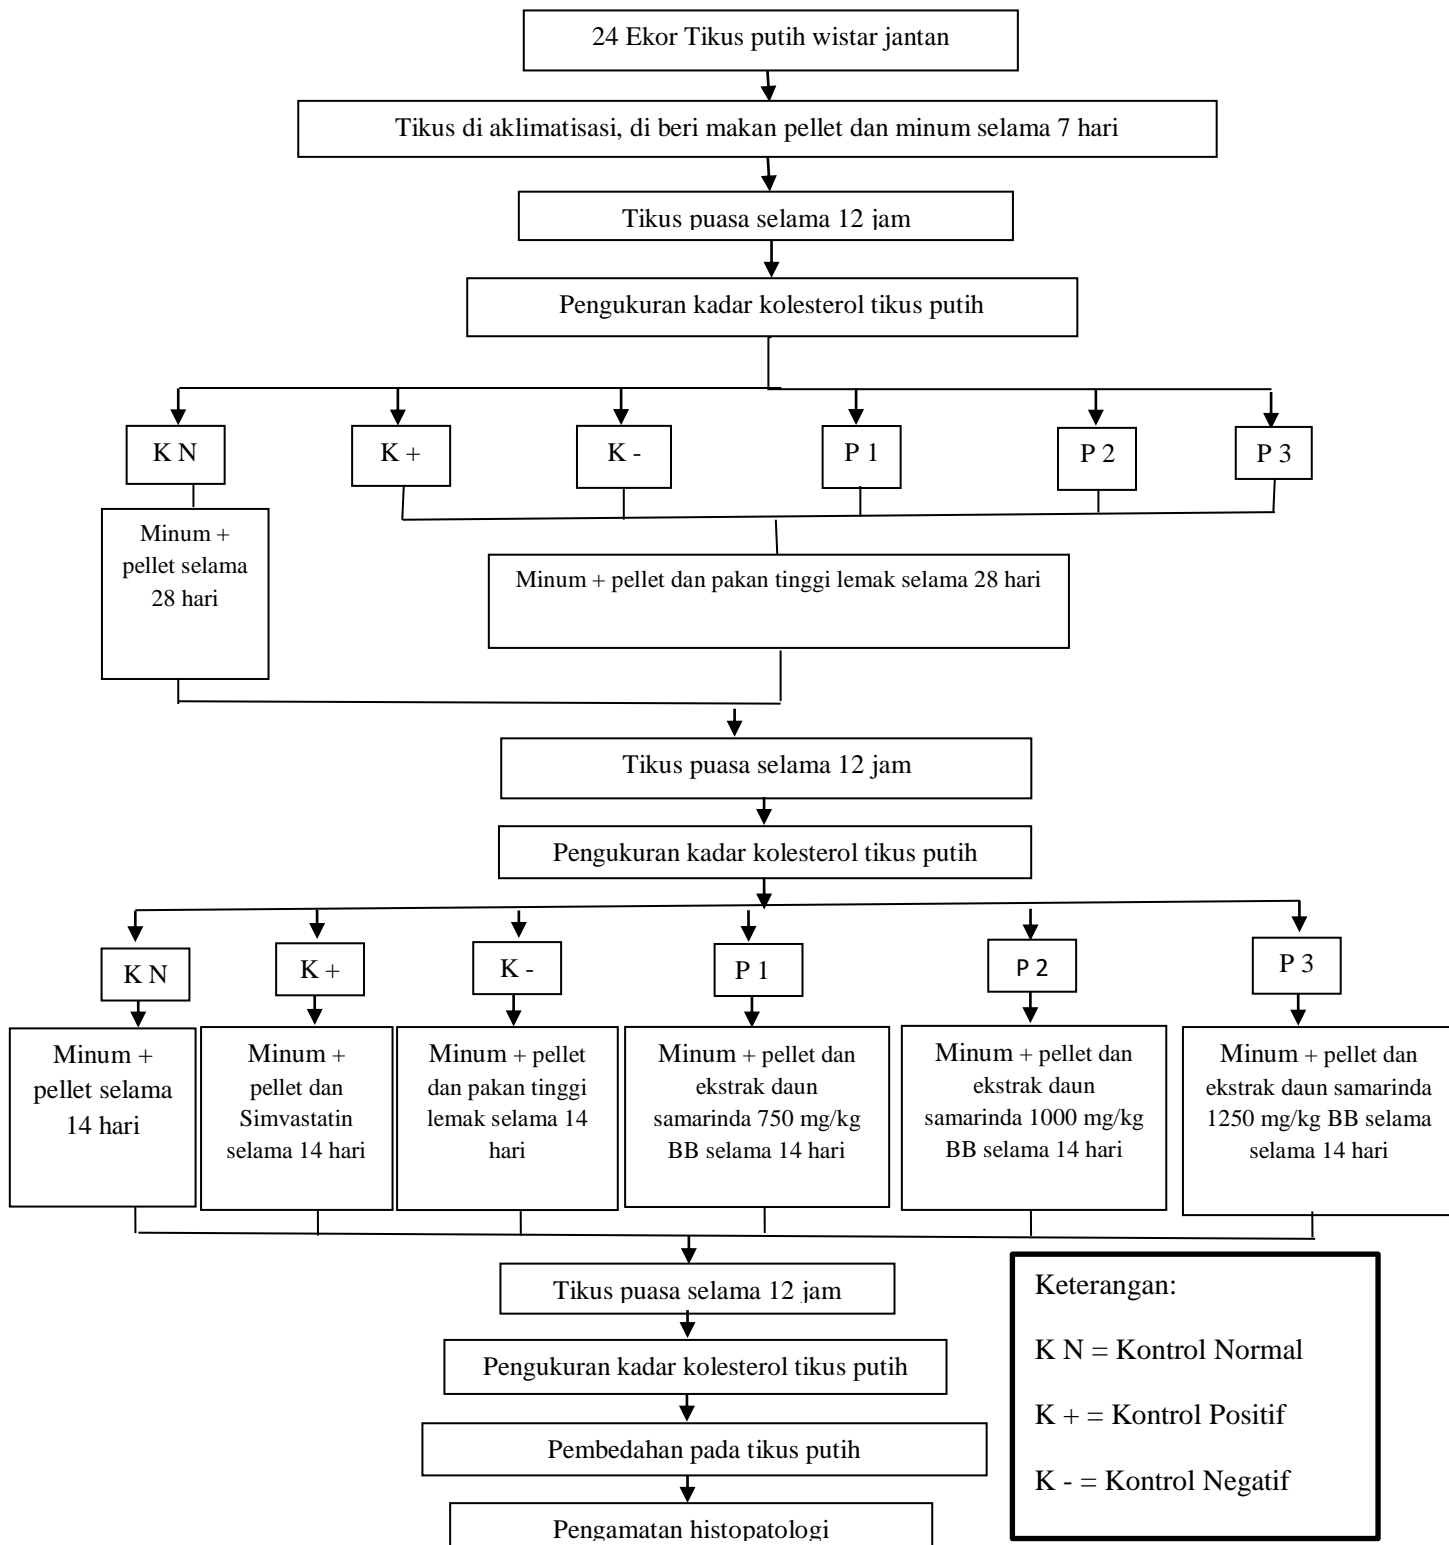 24 Ekor Tikus putih wistar jantan
Tikus di aklimatisasi, di beri makan pellet dan minum selama 7 hari
Tikus puasa selama 12 jam
Pengukuran kadar kolesterol tikus putih
K N
K +
K -
P 1
P 2
P 3
Minum +
pellet selama
28 hari
Minum + pellet dan pakan tinggi lemak selama 28 hari
Tikus puasa selama 12 jam
Pengukuran kadar kolesterol tikus putih
K N
K +
K -
P 1
P 2
P 3
Minum +
pellet selama
14 hari
Minum +
pellet dan
Simvastatin
selama 14 hari
Minum + pellet
dan pakan tinggi
lemak selama 14
hari
Minum + pellet dan
ekstrak daun
samarinda 750 mg/kg
BB selama 14 hari
Minum + pellet dan
ekstrak daun
samarinda 1000 mg/kg
BB selama 14 hari
Minum + pellet dan
ekstrak daun samarinda
1250 mg/kg BB selama
selama 14 hari
Tikus puasa selama 12 jam
Pengukuran kadar kolesterol tikus putih
Pembedahan pada tikus putih
Pengamatan histopatologi
Keterangan:
K N = Kontrol Normal
K + = Kontrol Positif
K - = Kontrol Negatif